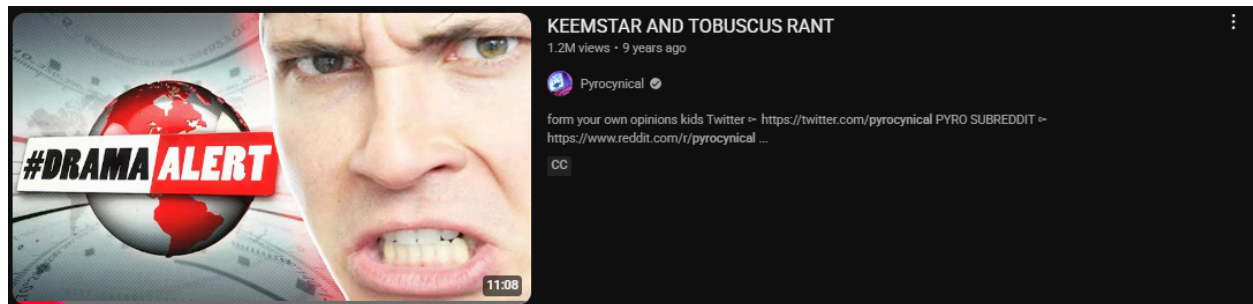 #DRAMA ALERT
11:08
KEEMSTAR AND TOBUSCUS RANT
1.2M views • 9 years ago
Pyrocynical
form your own opinions kids Twitter ▻ https://twitter.com/pyrocynical PYRO SUBREDDIT ▻
https://www.reddit.com/r/pyrocynical ...
CC